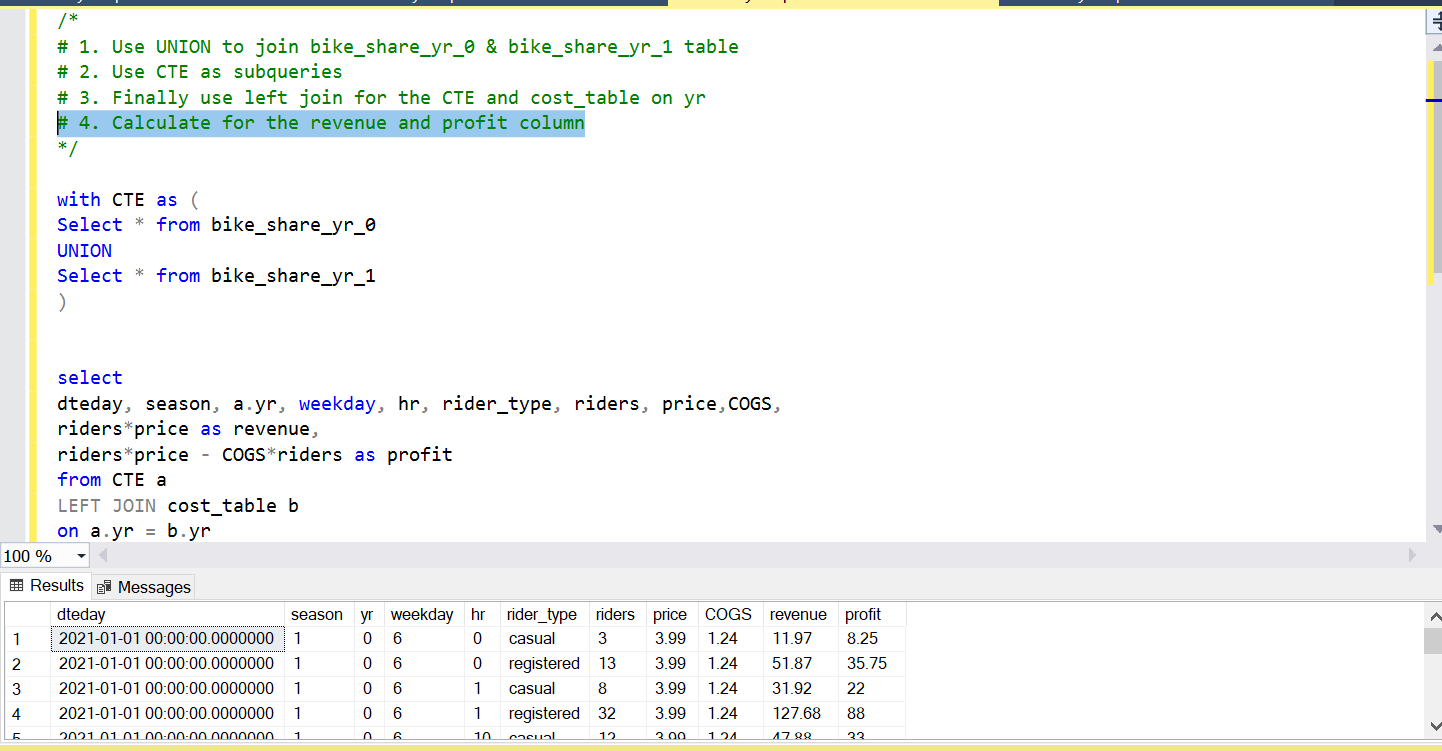 /*
# 1. Use UNION to join bike_share_yr_0 & bike_share_yr_1 table
# 2. Use CTE as subqueries
# 3. Finally use left join for the CTE and cost_table on yr
# 4. Calculate for the revenue and profit column
*/
with CTE as (
Select * from bike_share_yr_0
UNION
Select * from bike_share_yr_1
)
select
dteday, season, a.yr, weekday, hr, rider_type, riders, price,COGS,
riders*price as revenue,
riders*price - COGS*riders as profit
from CTE a
LEFT JOIN cost_table b
on a.yr = b.yr
100 %
Results Messages
dteday season yr weekday hr rider_type riders price COGS revenue profit
1 2021-01-01 00:00:00.0000000 1 0 6 0 casual 3 3.99 1.24 11.97 8.25
2 2021-01-01 00:00:00.0000000 1 0 6 0 registered 13 3.99 1.24 51.87 35.75
3 2021-01-01 00:00:00.0000000 1 0 6 1 casual 8 3.99 1.24 31.92 22
4 2021-01-01 00:00:00.0000000 1 0 6 1 registered 32 3.99 1.24 127.68 88
5 2021-01-01 00:00:00.0000000 1 0 6 10 casual 12 3.99 1.24 47.88 33